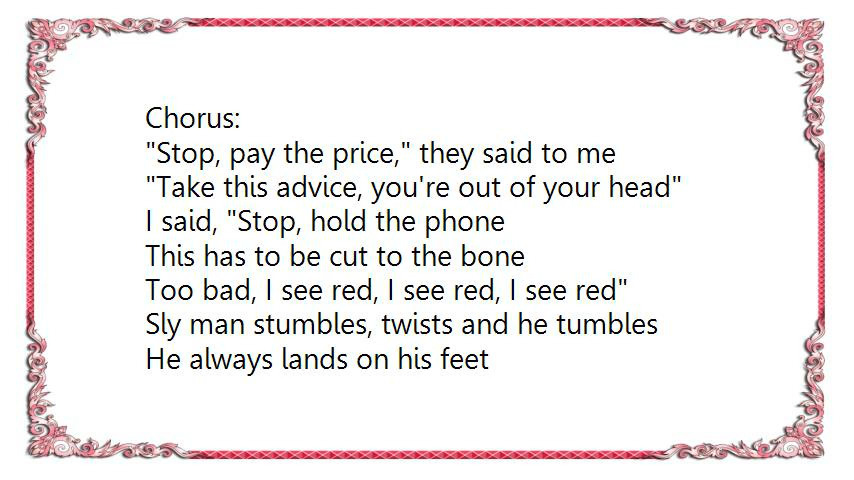 Chorus:
"Stop, pay the price," they said to me
"Take this advice, you're out of your head"
I said, "Stop, hold the phone
This has to be cut to the bone
Too bad, I see red, I see red, I see red"
Sly man stumbles, twists and he tumbles
He always lands on his feet